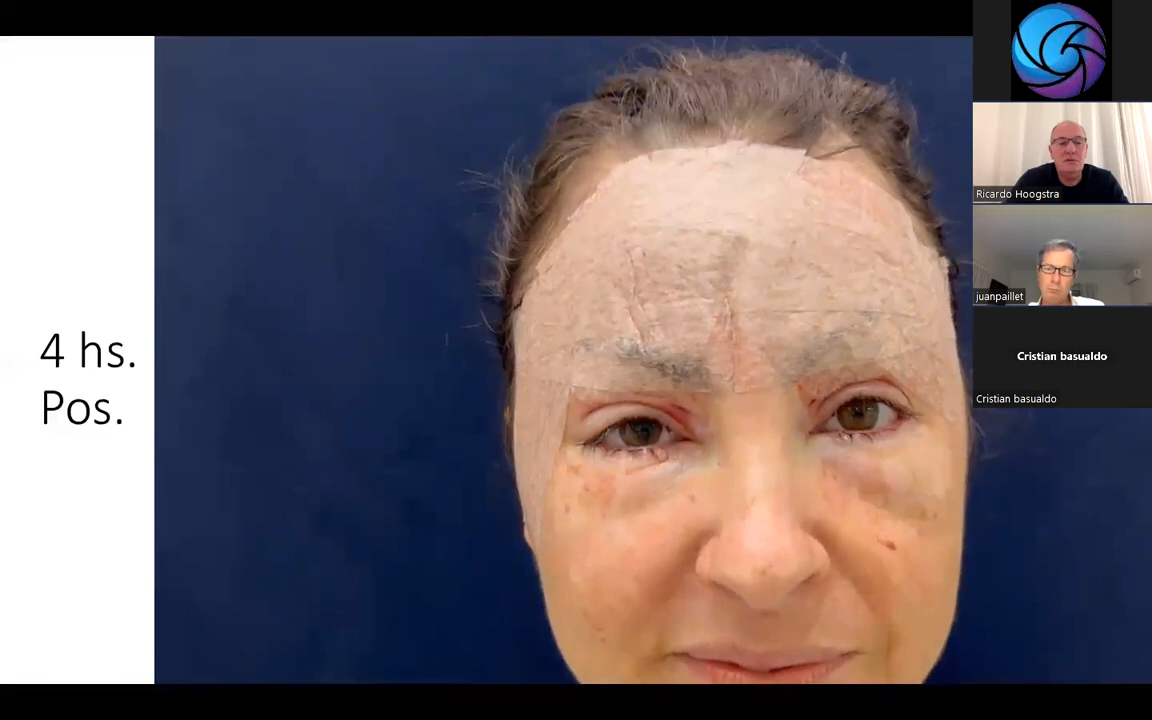 4 hs.
Pos.
Ricardo Hoogstra
juanpaillet
Cristian basualdo
Cristian basualdo